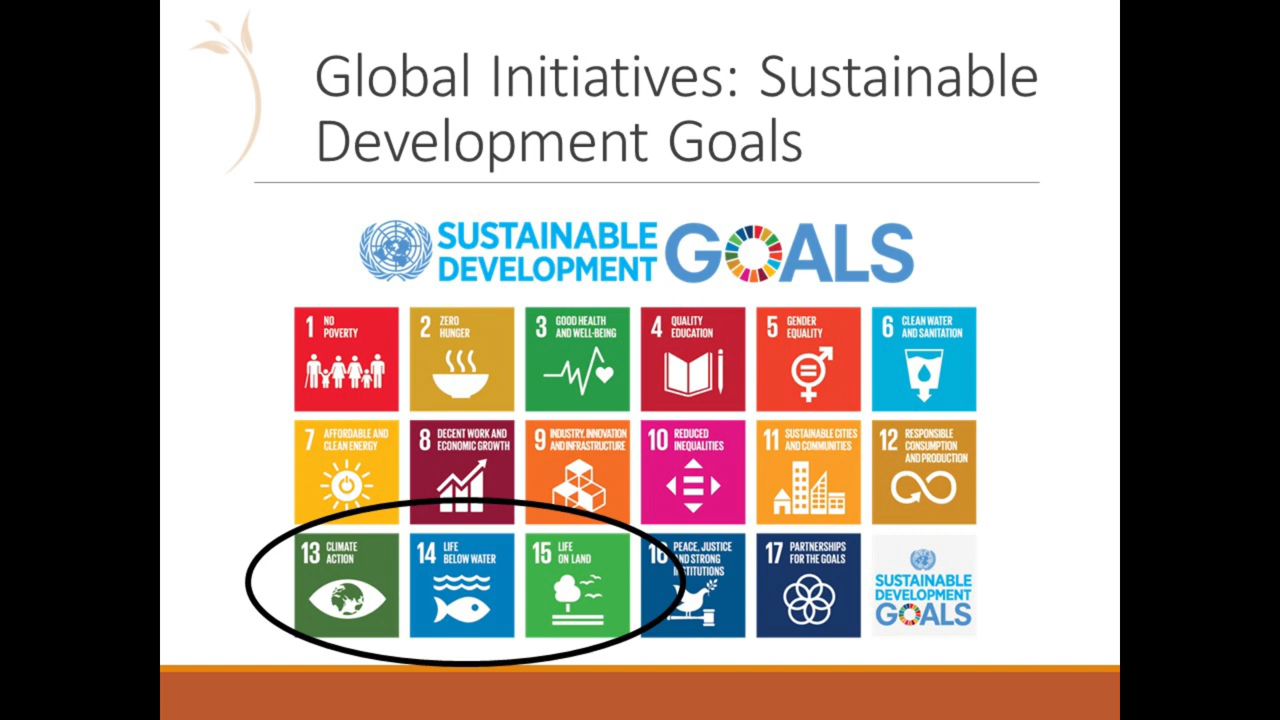 Global Initiatives: Sustainable
Development Goals
SUSTAINABLE
DEVELOPMENT
GOALS
1 NO
POVERTY
2 ZERO
HUNGER
3 GOOD HEALTH
AND WELL-BEING
4 QUALITY
EDUCATION
5 GENDER
EQUALITY
6 CLEAN WATER
AND SANITATION
7 AFFORDABLE AND
CLEAN ENERGY
8 DECENT WORK AND
ECONOMIC GROWTH
9 INDUSTRY, INNOVATION
AND INFRASTRUCTURE
10 REDUCED
INEQUALITIES
11 SUSTAINABLE CITIES
AND COMMUNITIES
12 RESPONSIBLE
CONSUMPTION
AND PRODUCTION
13 CLIMATE
ACTION
14 LIFE
BELOW WATER
15 LIFE
ON LAND
16 PEACE, JUSTICE
AND STRONG
INSTITUTIONS
17 PARTNERSHIPS
FOR THE GOALS
SUSTAINABLE
DEVELOPMENT
GOALS